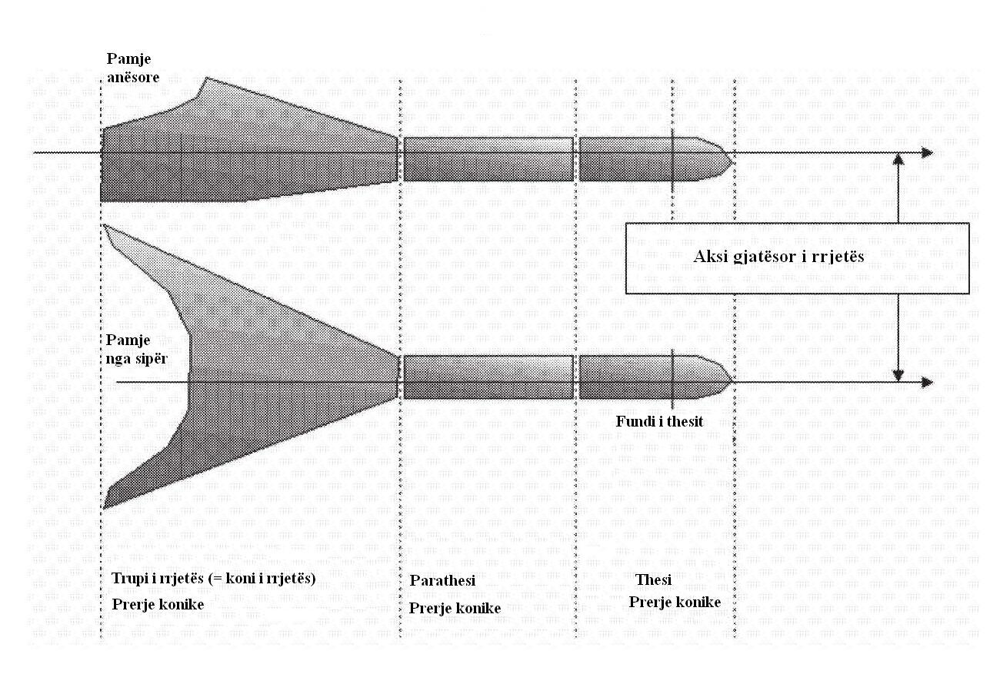 Pamje
anësore
Aksi gjatësor i rrjetës
Pamje
nga sipër
Fundi i thesit
Trupi i rrjetës (= koni i rrjetës)
Prerje konike
Parathesi
Prerje konike
Thesi
Prerje konike